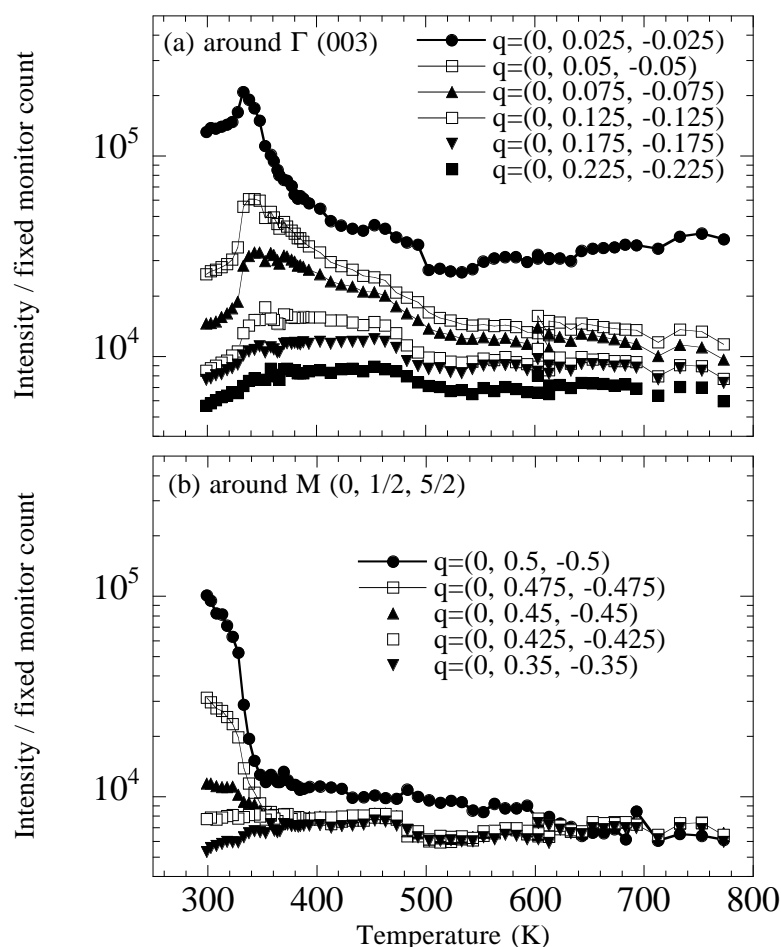 (a) around Γ (003)
q=(0, 0.025, -0.025)
q=(0, 0.05, -0.05)
q=(0, 0.075, -0.075)
q=(0, 0.125, -0.125)
q=(0, 0.175, -0.175)
q=(0, 0.225, -0.225)
10^5
10^4
Intensity / fixed monitor count
(b) around M (0, 1/2, 5/2)
q=(0, 0.5, -0.5)
q=(0, 0.475, -0.475)
q=(0, 0.45, -0.45)
q=(0, 0.425, -0.425)
q=(0, 0.35, -0.35)
10^5
10^4
Intensity / fixed monitor count
300 400 500 600 700 800
Temperature (K)